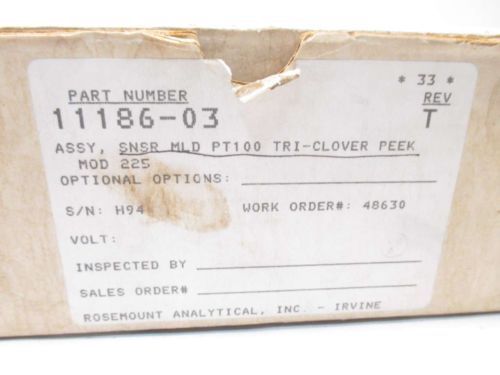 * 33 *
PART NUMBER REV
11186-03 T
ASSY, SNSR MLD PT100 TRI-CLOVER PEEK
MOD 225
OPTIONAL OPTIONS:
S/N: H94 WORK ORDER#: 48630
VOLT:
INSPECTED BY
SALES ORDER#
ROSEMOUNT ANALYTICAL, INC. - IRVINE